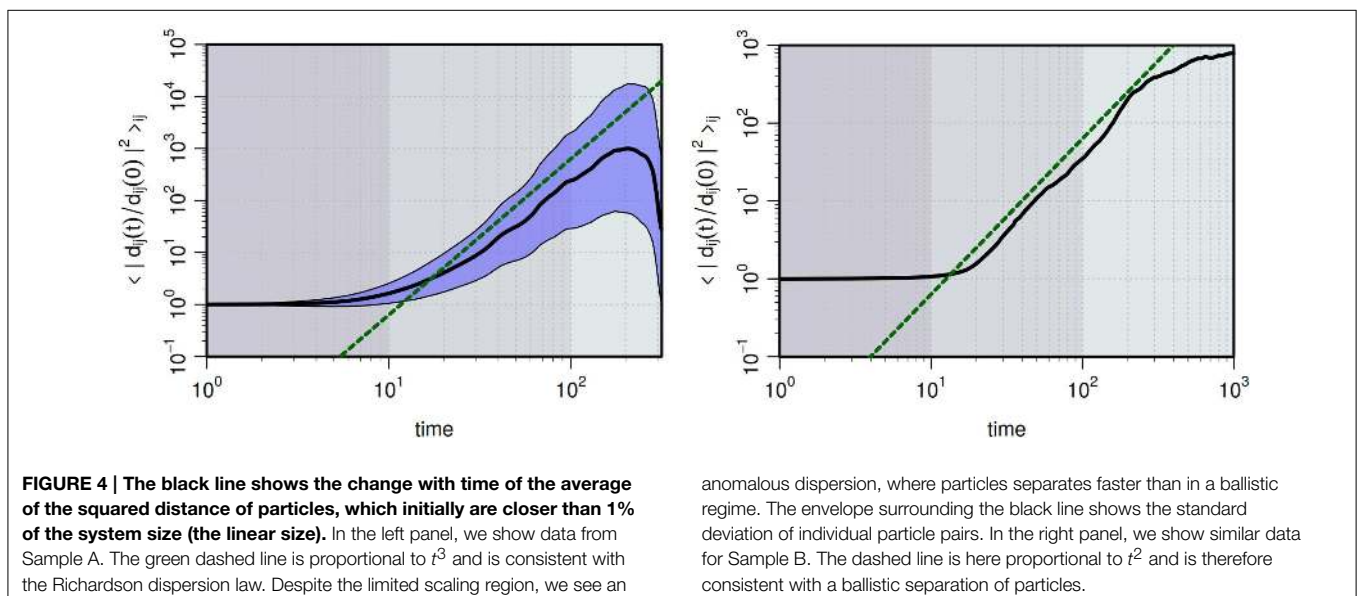 10^5
10^4
10^3
10^2
10^1
10^0
10^-1
< | d_ij(t)/d_ij(0) |^2 >_ij
10^0 10^1 10^2
time
10^3
10^2
10^1
10^0
10^-1
< | d_ij(t)/d_ij(0) |^2 >_ij
10^0 10^1 10^2 10^3
time
FIGURE 4 | The black line shows the change with time of the average
of the squared distance of particles, which initially are closer than 1%
of the system size (the linear size). In the left panel, we show data from
Sample A. The green dashed line is proportional to t^3 and is consistent with
the Richardson dispersion law. Despite the limited scaling region, we see an
anomalous dispersion, where particles separates faster than in a ballistic
regime. The envelope surrounding the black line shows the standard
deviation of individual particle pairs. In the right panel, we show similar data
for Sample B. The dashed line is here proportional to t^2 and is therefore
consistent with a ballistic separation of particles.